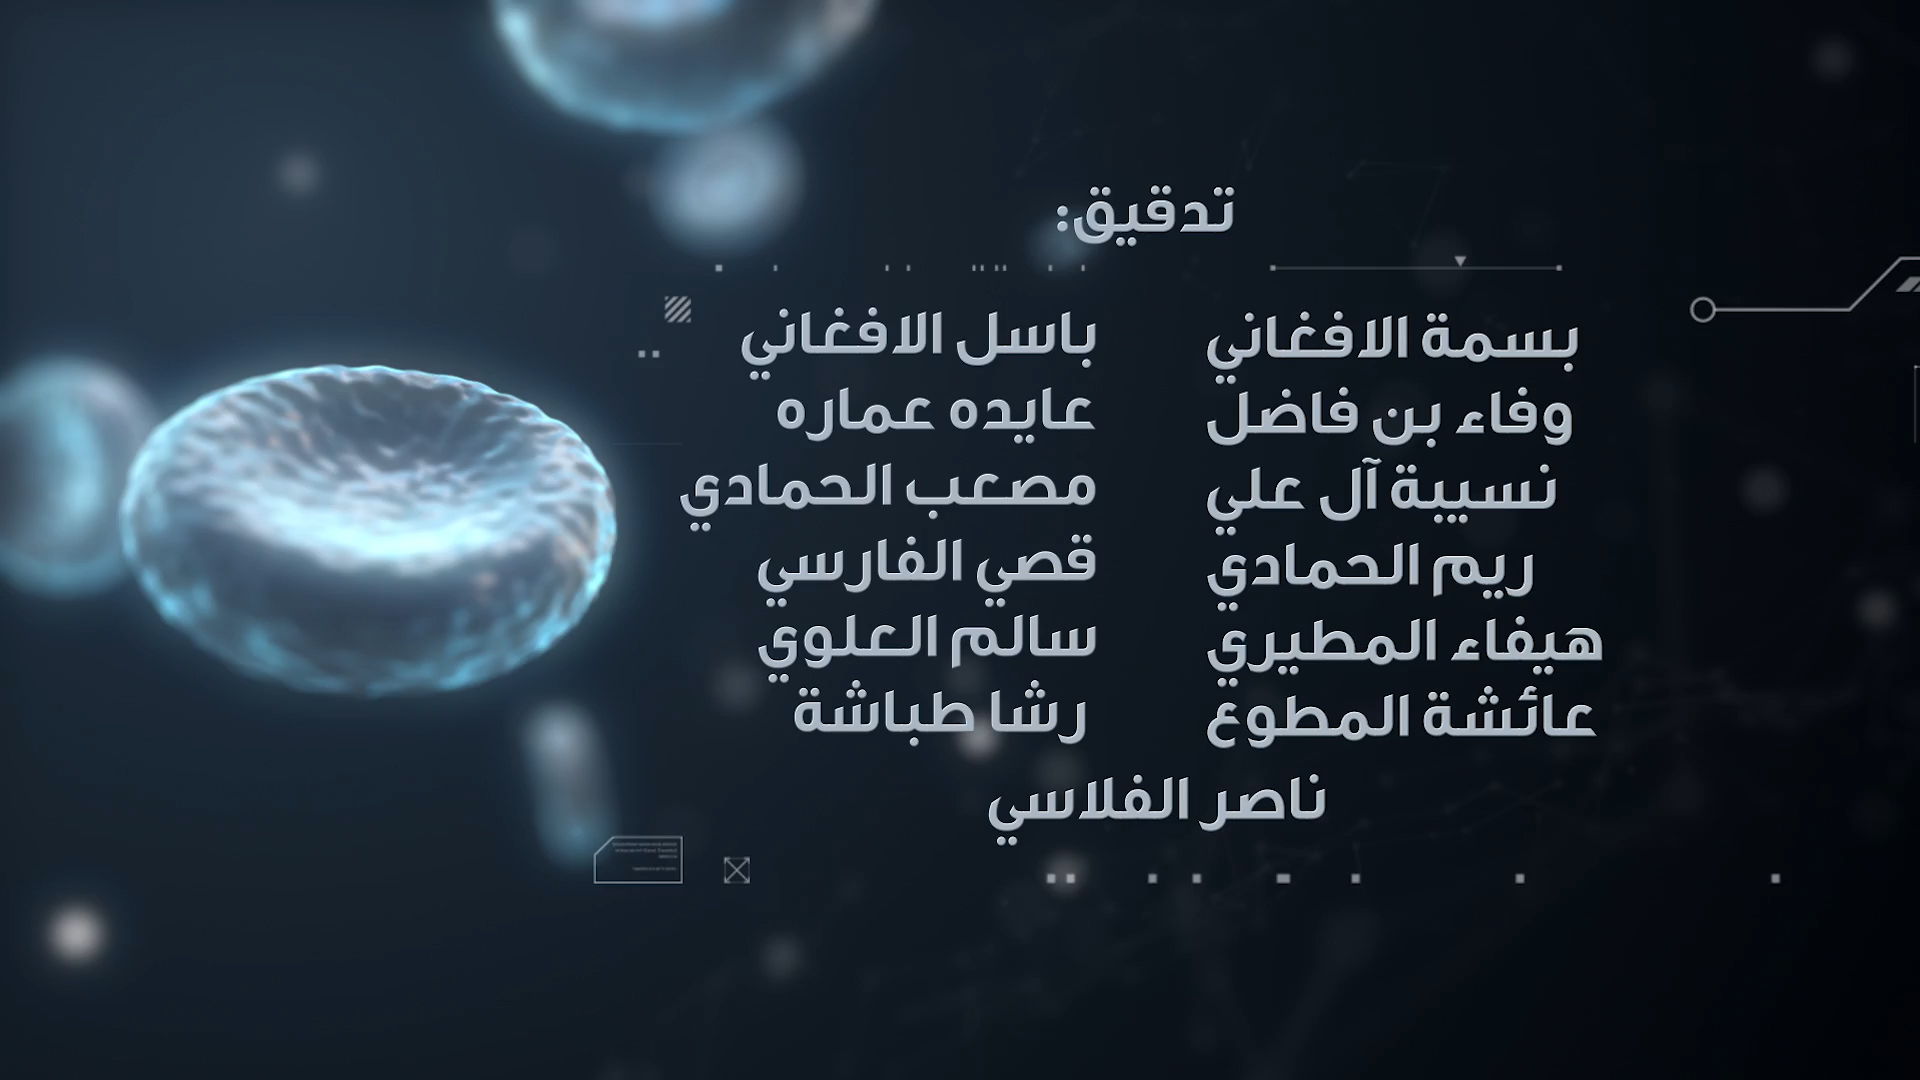 تدقيق:
بسمة الافغاني
وفاء بن فاضل
نسيبة آل علي
ريم الحمادي
هيفاء المطيري
عائشة المطوع
باسل الافغاني
عايده عماره
مصعب الحمادي
قصي الفارسي
سالم العلوي
رشا طباشة
ناصر الفلاسي